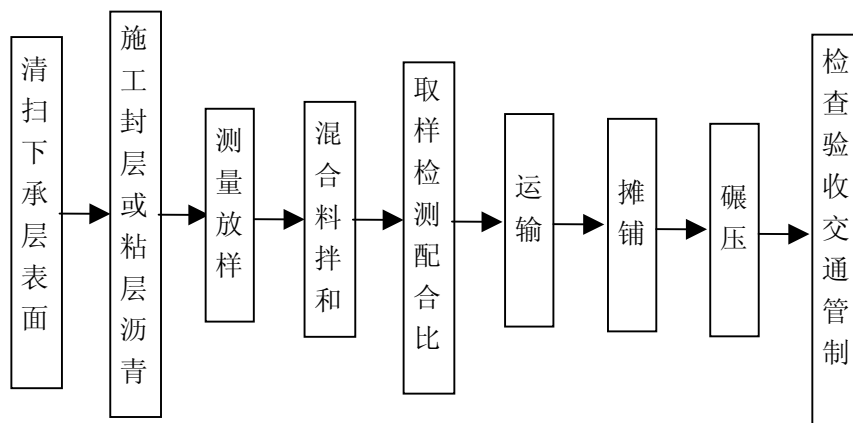 清扫下承层表面
施工封层或粘层沥青
测量放样
混合料拌和
取样检测配合比
运输
摊铺
碾压
检查验收交通管制